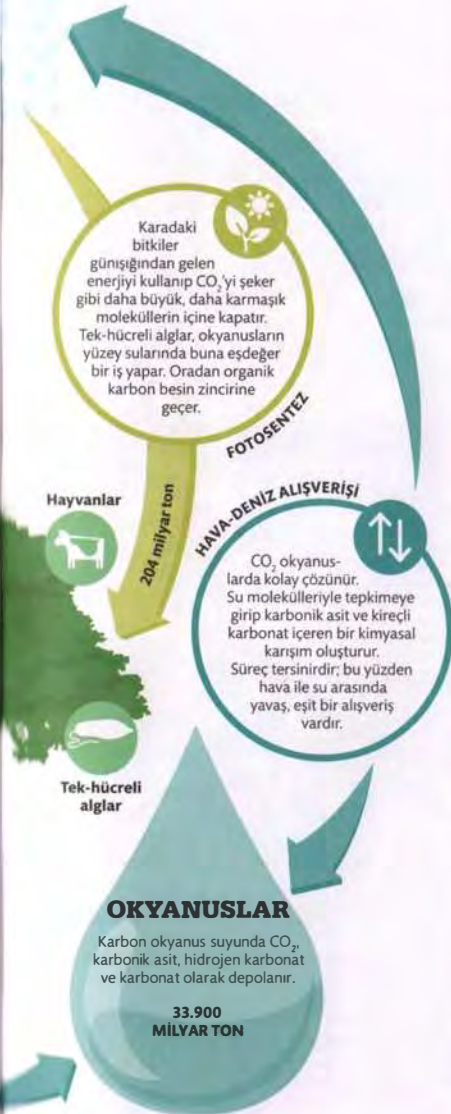 Karadaki
bitkiler
günışığından gelen
enerjiyi kullanıp CO₂'yi şeker
gibi daha büyük, daha karmaşık
moleküllerin içine kapatır.
Tek-hücreli alglar, okyanusların
yüzey sularında buna eşdeğer
bir iş yapar. Oradan organik
karbon besin zincirine
geçer.
FOTOSENTEZ
204 milyar ton
Hayvanlar
HAVA-DENİZ ALIŞVERİŞİ
CO₂ okyanus-
larda kolay çözünür.
Su molekülleriyle tepkimeye
girip karbonik asit ve kireçli
karbonat içeren bir kimyasal
karışım oluşturur.
Süreç tersinirdir; bu yüzden
hava ile su arasında
yavaş, eşit bir alışveriş
vardır.
Tek-hücreli
alglar
OKYANUSLAR
Karbon okyanus suyunda CO₂,
karbonik asit, hidrojen karbonat
ve karbonat olarak depolanır.
33.900
MİLYAR TON